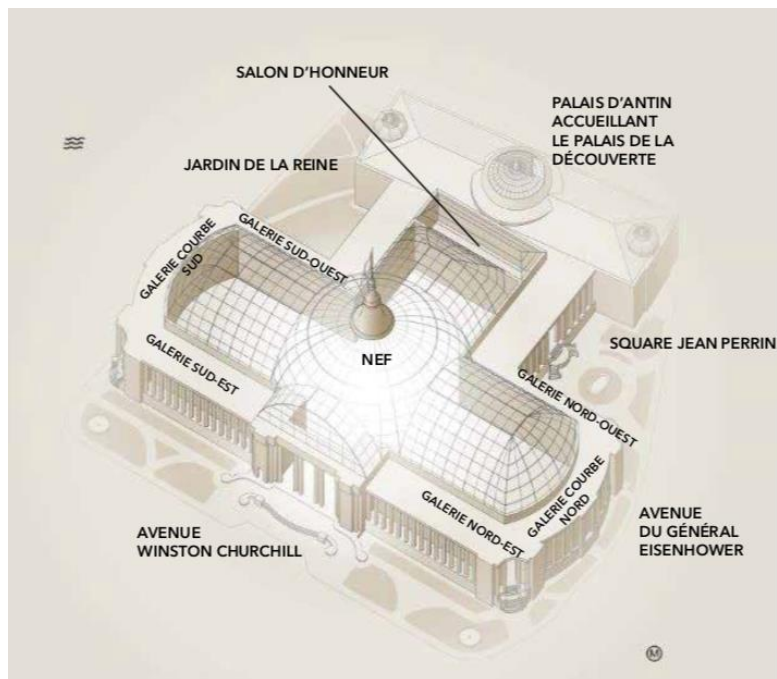 SALON D’HONNEUR
PALAIS D’ANTIN
ACCUEILLANT
LE PALAIS DE LA
DÉCOUVERTE
JARDIN DE LA REINE
GALERIE COURBE
SUD
GALERIE SUD-OUEST
GALERIE SUD-EST
NEF
SQUARE JEAN PERRIN
GALERIE NORD-OUEST
GALERIE COURBE
NORD
GALERIE NORD-EST
AVENUE
WINSTON CHURCHILL
AVENUE
DU GÉNÉRAL
EISENHOWER
M